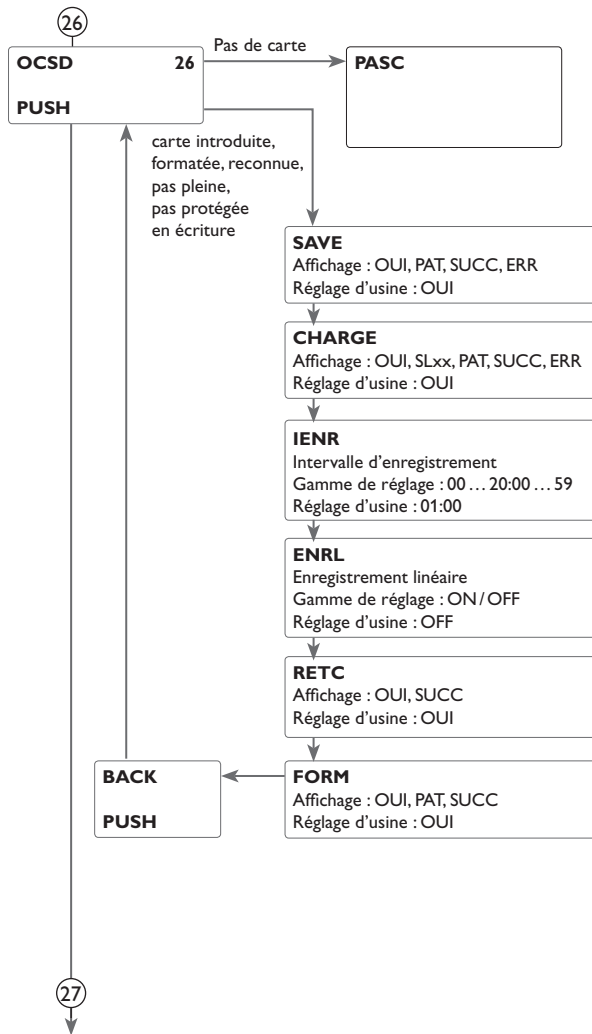 26
OCSD 26
PUSH
Pas de carte
PASC
carte introduite,
formatée, reconnue,
pas pleine,
pas protégée
en écriture
SAVE
Affichage : OUI, PAT, SUCC, ERR
Réglage d'usine : OUI
CHARGE
Affichage : OUI, SLxx, PAT, SUCC, ERR
Réglage d'usine : OUI
IENR
Intervalle d'enregistrement
Gamme de réglage : 00 … 20:00 … 59
Réglage d'usine : 01:00
ENRL
Enregistrement linéaire
Gamme de réglage : ON / OFF
Réglage d'usine : OFF
RETC
Affichage : OUI, SUCC
Réglage d'usine : OUI
FORM
Affichage : OUI, PAT, SUCC
Réglage d'usine : OUI
BACK
PUSH
27